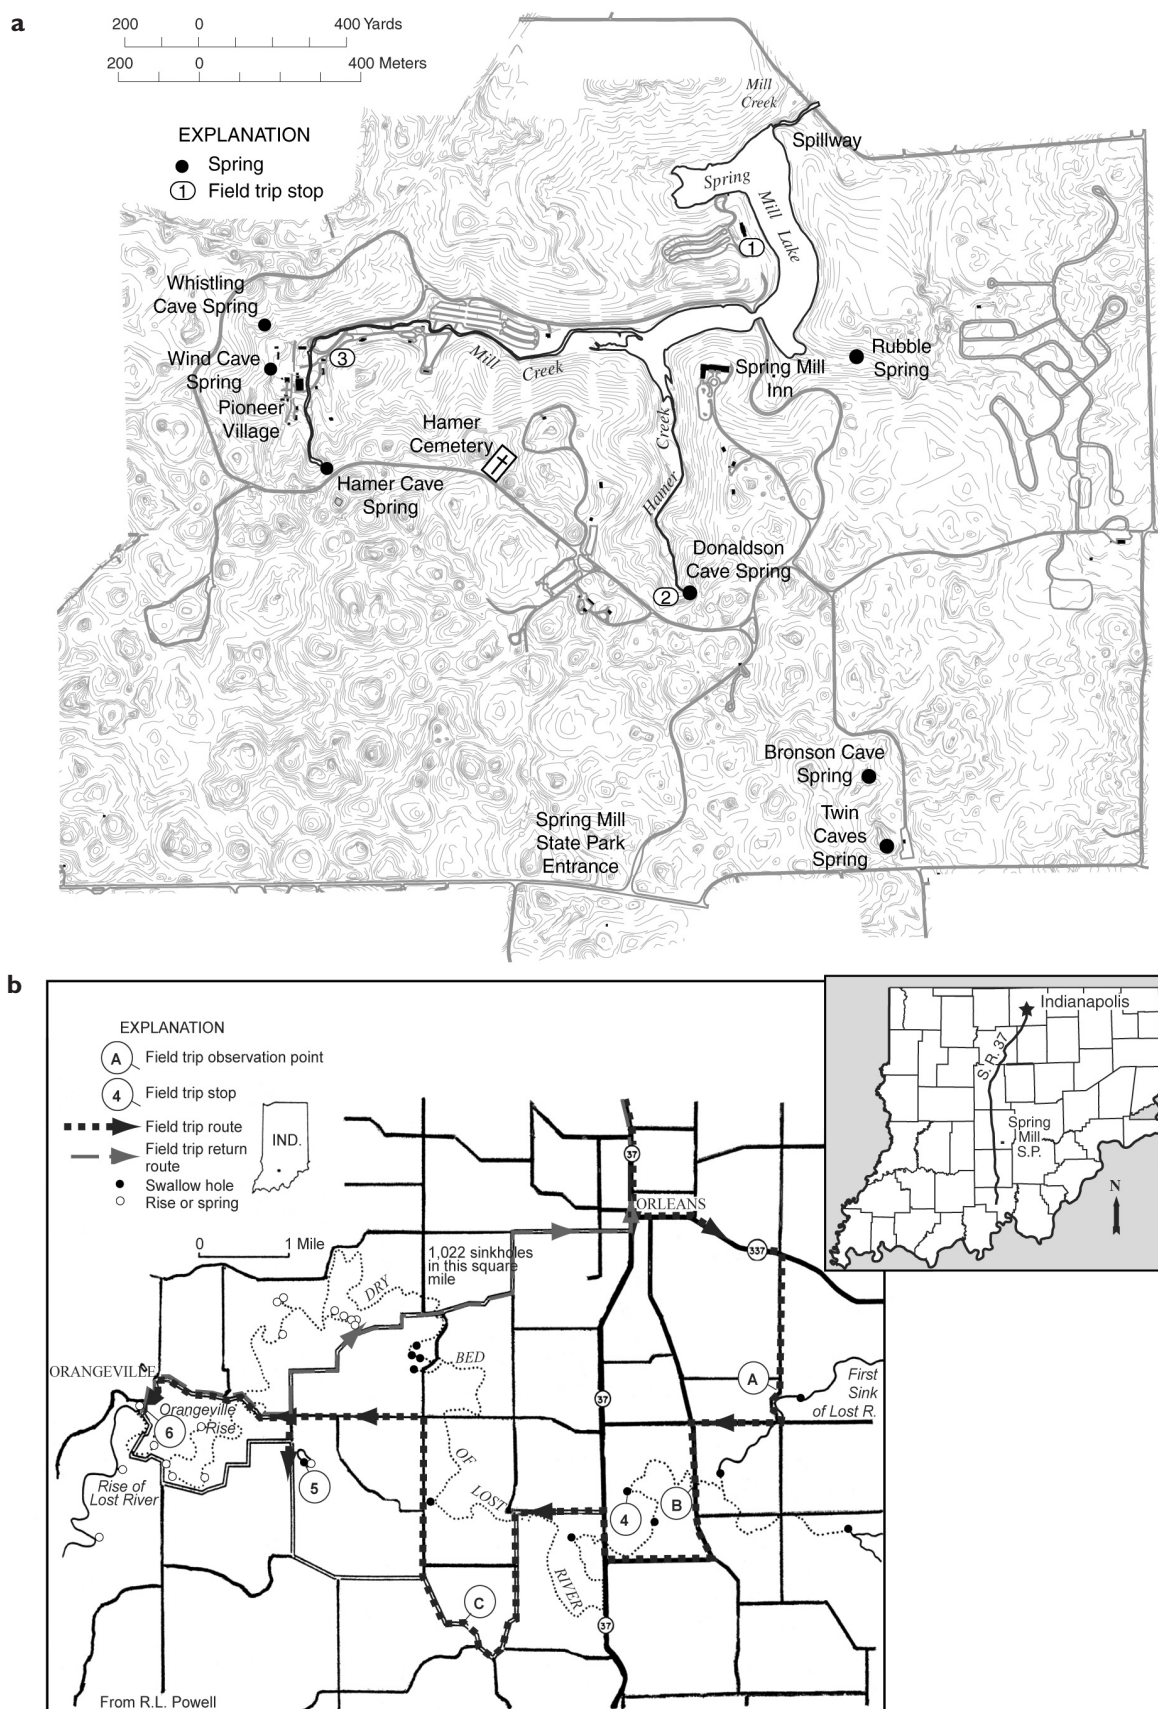 a
200 0 400 Yards
200 0 400 Meters
EXPLANATION
Spring
1 Field trip stop
Mill
Creek
Spillway
Spring
Mill
Lake
1
Whistling
Cave Spring
Wind Cave
Spring
Pioneer
Village
3
Mill
Creek
Hamer
Cemetery
Hamer Cave
Spring
Creek
Hamer
Spring Mill
Inn
Rubble
Spring
Donaldson
Cave Spring
2
Bronson Cave
Spring
Twin
Caves
Spring
Spring Mill
State Park
Entrance
b
EXPLANATION
A Field trip observation point
4 Field trip stop
Field trip route
Field trip return
route
Swallow hole
Rise or spring
IND.
0 1 Mile
Indianapolis
S. R. 37
Spring
Mill
S.P.
N
37
ORLEANS
337
1,022 sinkholes
in this square
mile
DRY
BED
OF
LOST
RIVER
ORANGEVILLE
Orangeville
Rise
6
Rise of
Lost River
5
A
First
Sink
of Lost R.
37
4
B
C
37
From R.L. Powell